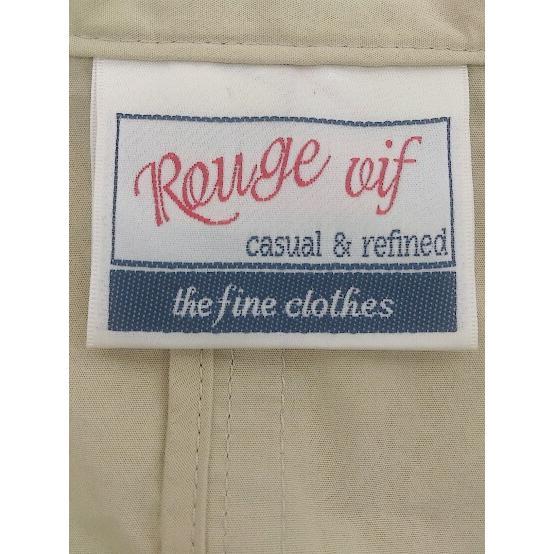 Rouge vif
casual & refined
the fine clothes